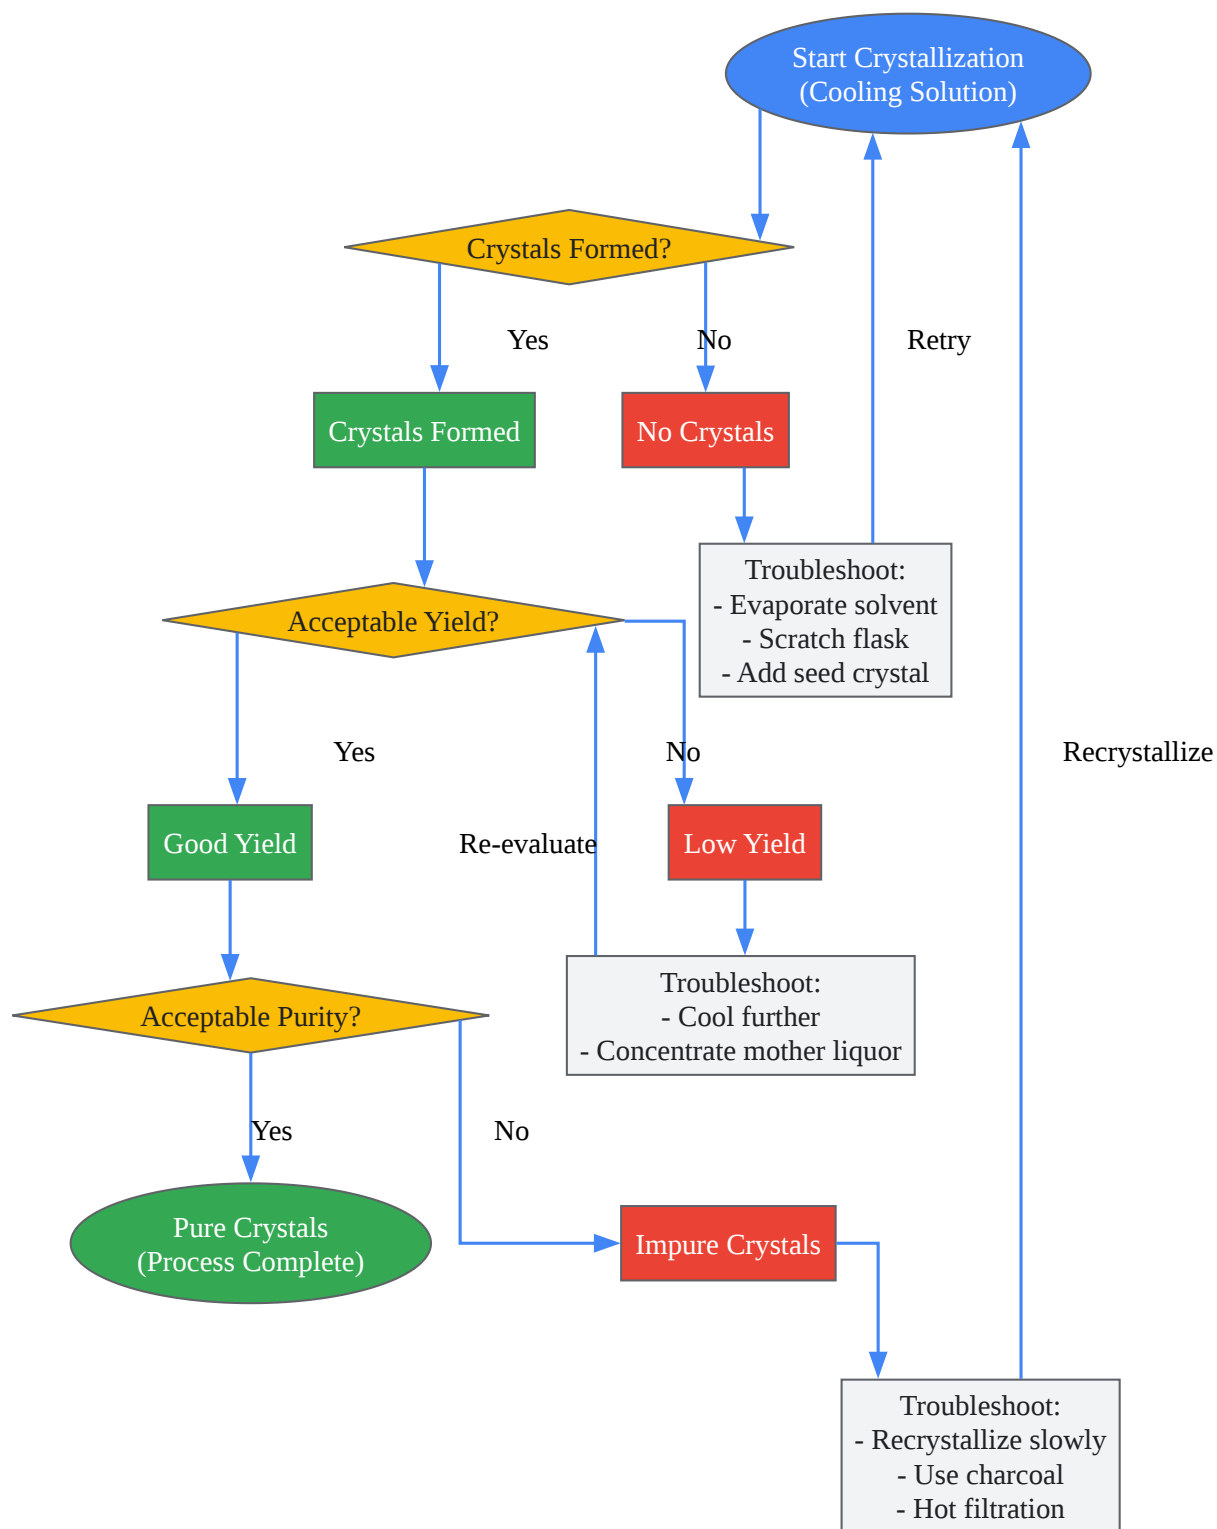 Start Crystallization
(Cooling Solution)
Crystals Formed?
Yes
No
Retry
Crystals Formed
No Crystals
Troubleshoot:
- Evaporate solvent
- Scratch flask
- Add seed crystal
Acceptable Yield?
Yes
No
Recrystallize
Good Yield
Re-evaluate
Low Yield
Troubleshoot:
- Cool further
- Concentrate mother liquor
Acceptable Purity?
Yes
No
Pure Crystals
(Process Complete)
Impure Crystals
Troubleshoot:
- Recrystallize slowly
- Use charcoal
- Hot filtration